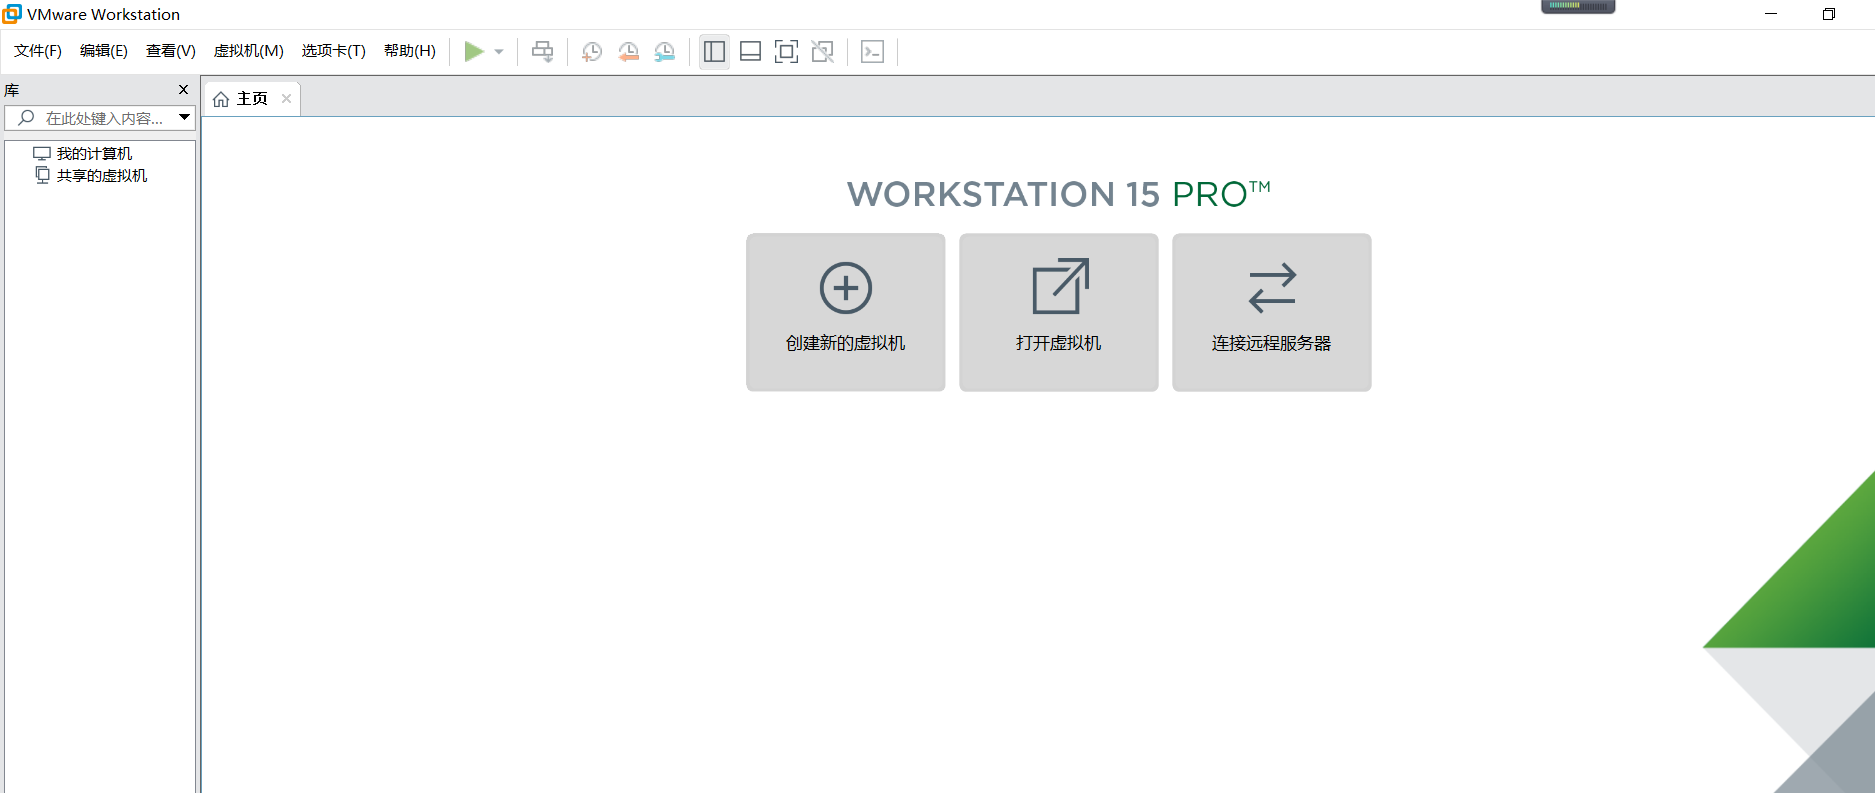 VMware Workstation
文件(F) 编辑(E) 查看(V) 虚拟机(M) 选项卡(T) 帮助(H)
库
在此处键入内容...
我的计算机
共享的虚拟机
主页
WORKSTATION 15 PRO™
创建新的虚拟机
打开虚拟机
连接远程服务器